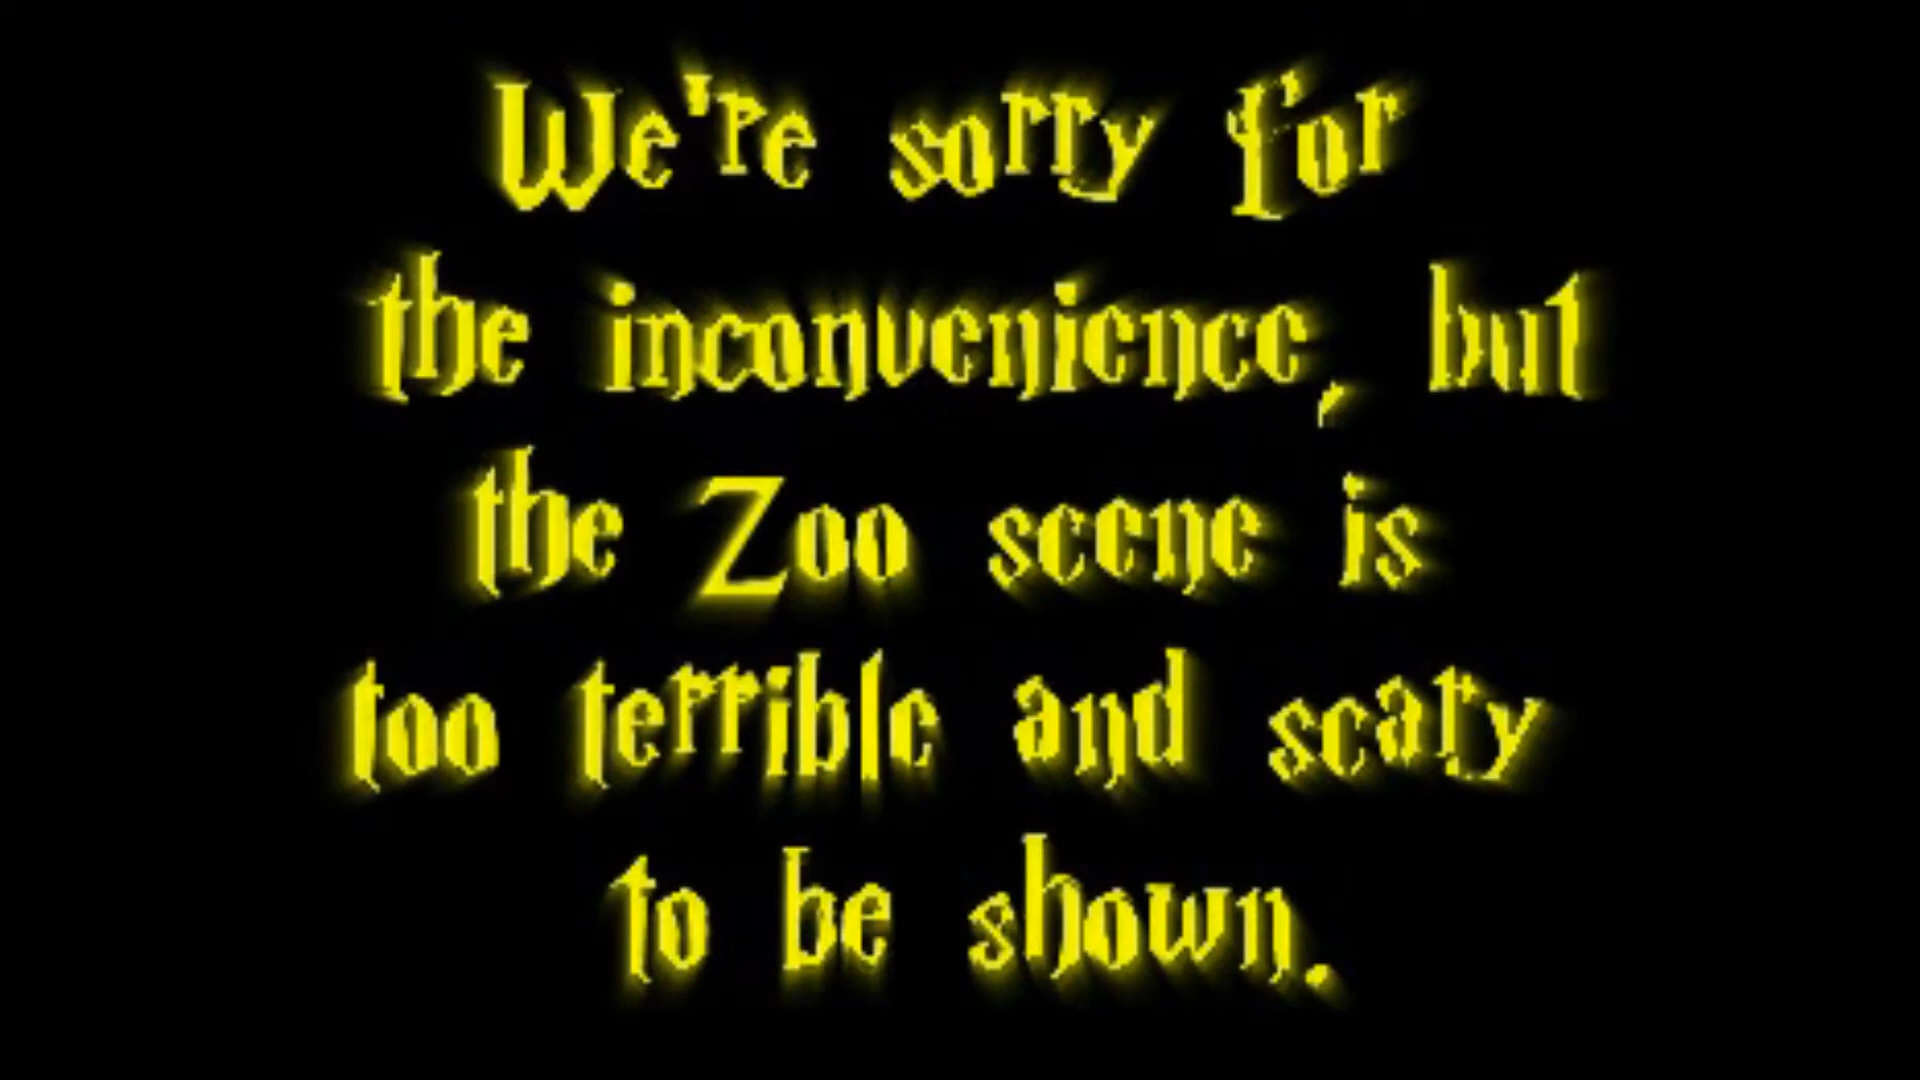 We're sorry for
the inconvenience, but
the Zoo scene is
too terrible and scary
to be shown.